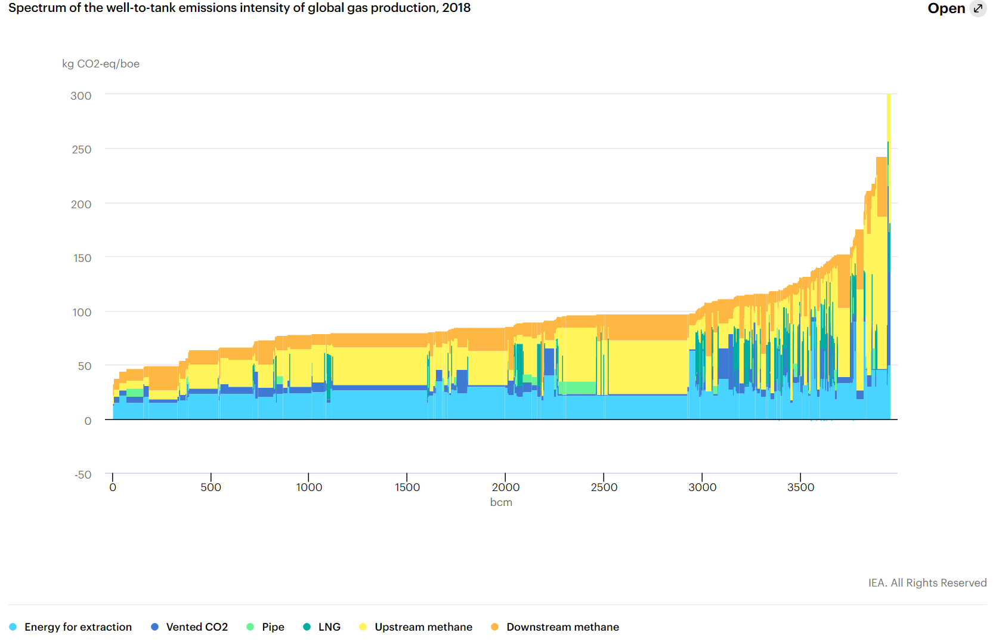 Spectrum of the well-to-tank emissions intensity of global gas production, 2018
Open
kg CO2-eq/boe
300
250
200
150
100
50
0
-50
0 500 1000 1500 2000 2500 3000 3500
bcm
IEA. All Rights Reserved
Energy for extraction Vented CO2 Pipe LNG Upstream methane Downstream methane